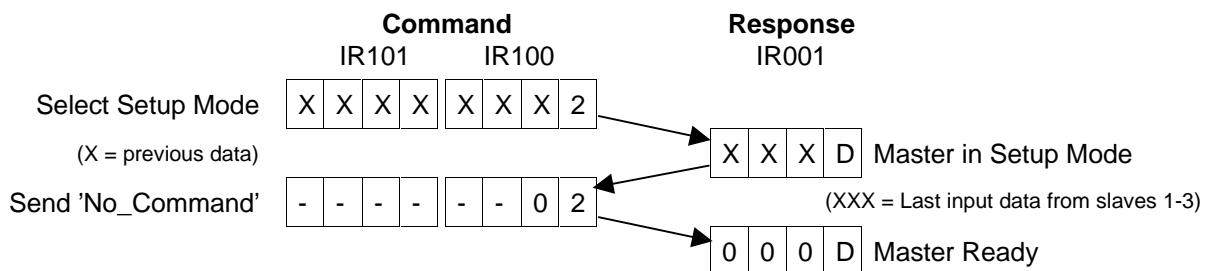 Command Response
IR101 IR100 IR001
Select Setup Mode X X X X X X X 2
(X = previous data) X X X D Master in Setup Mode
Send 'No_Command' - - - - - - 0 2 (XXX = Last input data from slaves 1-3)
0 0 0 D Master Ready